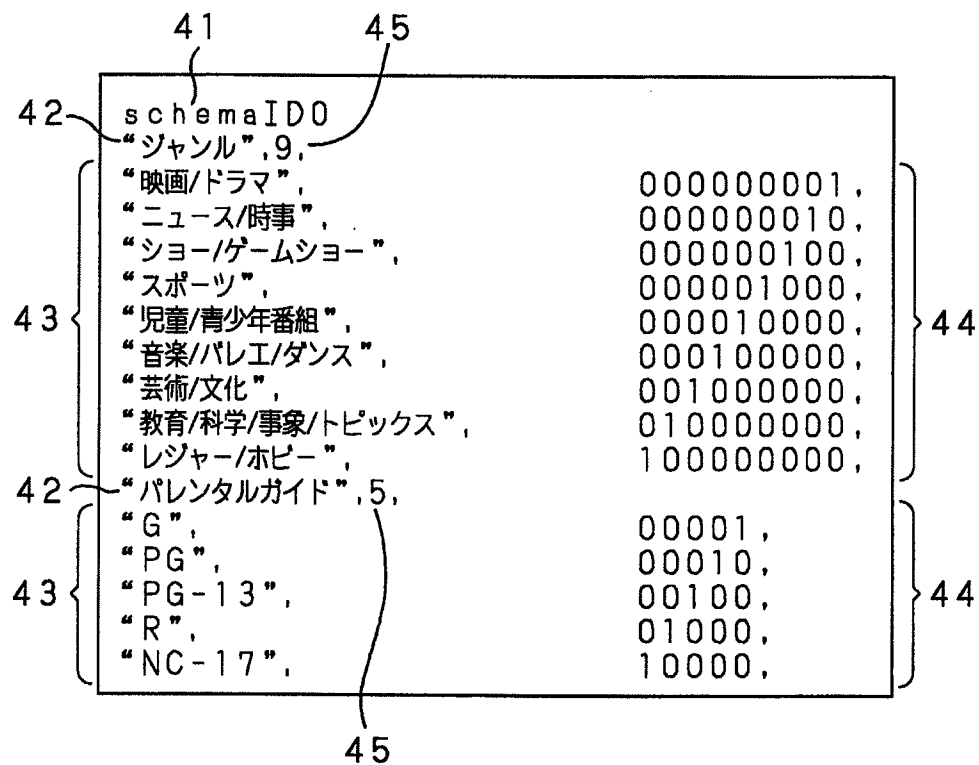 41 45
schemaID0
42 “ジャンル”,9,
“映画/ドラマ”, 000000001,
“ニュース/時事”, 000000010,
“ショー/ゲームショー”, 000000100,
“スポーツ”, 000001000,
43 “児童/青少年番組”, 000010000, 44
“音楽/バレエ/ダンス”, 000100000,
“芸術/文化”, 001000000,
“教育/科学/事象/トピックス”, 010000000,
“レジャー/ホビー”, 100000000,
42 “パレンタルガイド”,5,
“G”, 00001,
“PG”, 00010,
43 “PG-13”, 00100, 44
“R”, 01000,
“NC-17”, 10000,
45